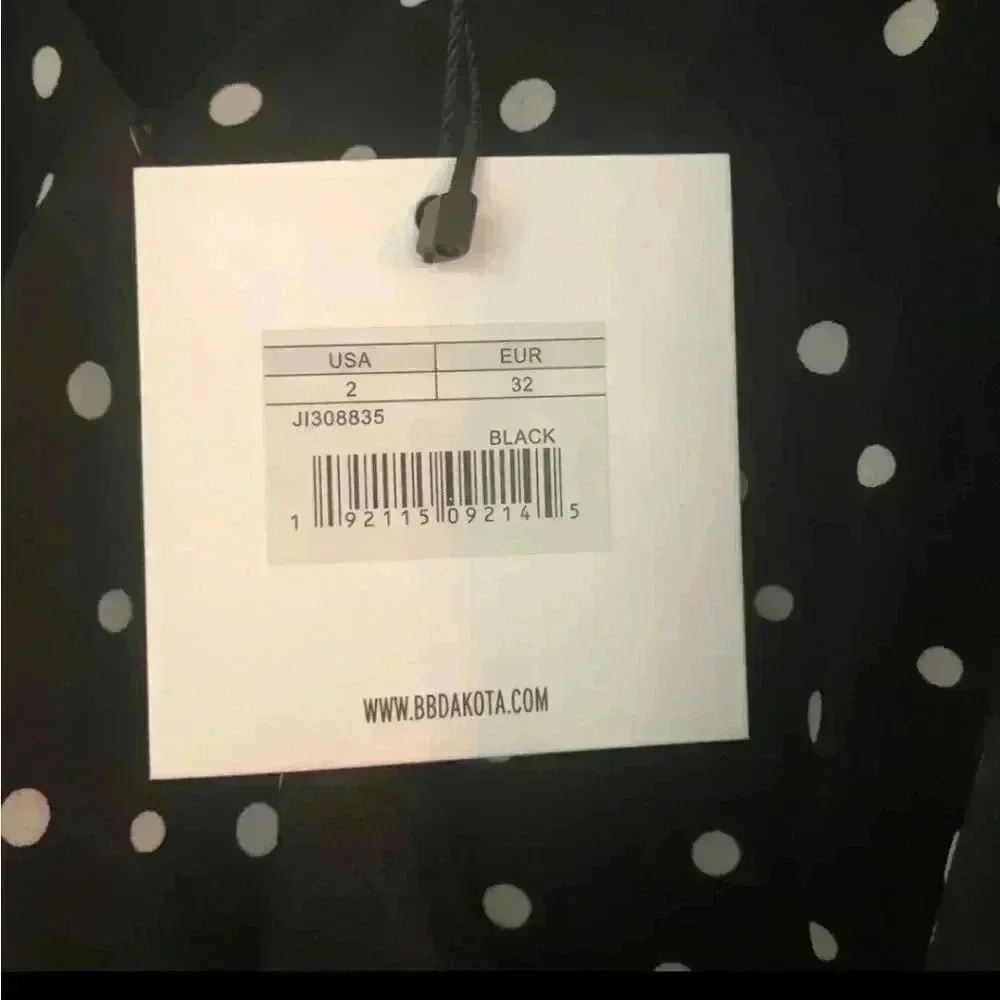 USA EUR
2 32
JI308835
BLACK
1 92115 09214 5
WWW.BBDAKOTA.COM